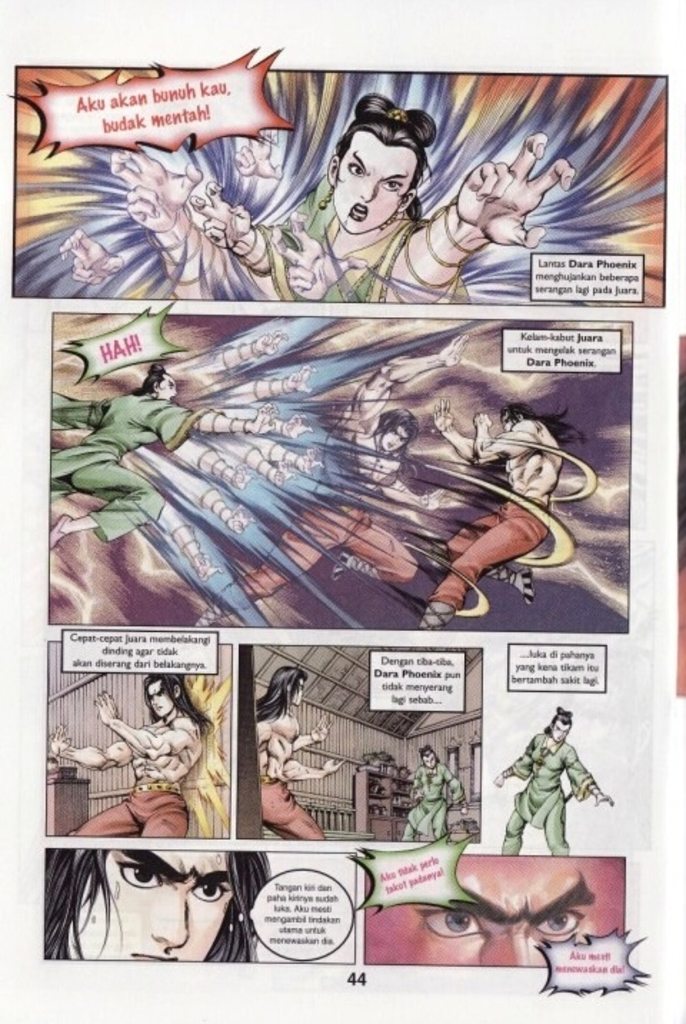 Aku akan bunuh kau,
budak mentah!
Lantas Dara Phoenix
menghujankan beberapa
serangan lagi pada Juara.
HAH!
Kelam-kabut Juara
untuk mengelak serangan
Dara Phoenix.
Cepat-cepat Juara membelakangi
dinding agar tidak
akan diserang dari belakangnya.
Dengan tiba-tiba,
Dara Phoenix pun
tidak menyerang
lagi sebab....
....luka di pahanya
yang kena tikam itu
bertambah sakit lagi.
Tangan kiri dan
paha kirinya sudah
luka. Aku mesti
mengambil tindakan
utama untuk
menewaskan dia.
Aku tidak perlu
takut padanya!
Aku mesti
menewaskan dia!
44